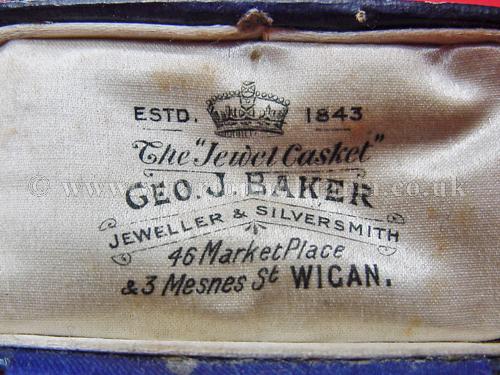 ESTD. 1843
The "Jewel Casket"
GEO. J. BAKER
JEWELLER & SILVERSMITH
46 Market Place
& 3 Mesnes St WIGAN.